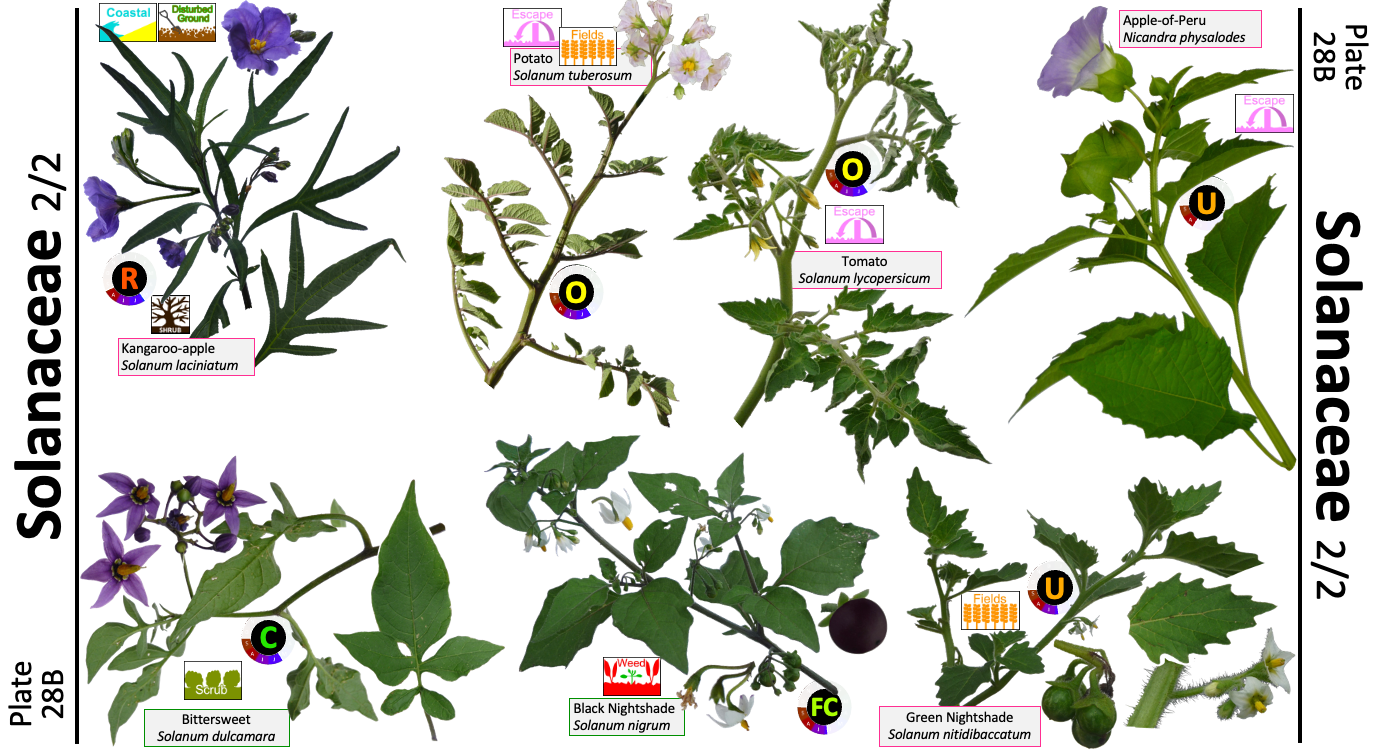 Solanaceae 2/2
Plate
28B
Coastal
Disturbed
Ground
R
SHRUB
Kangaroo-apple
Solanum laciniatum
Escape
Fields
Potato
Solanum tuberosum
O
O
Escape
Tomato
Solanum lycopersicum
Apple-of-Peru
Nicandra physalodes
Escape
U
Plate
28B
Solanaceae 2/2
C
Scrub
Bittersweet
Solanum dulcamara
Weed
Black Nightshade
Solanum nigrum
FC
Fields
U
Green Nightshade
Solanum nitidibaccatum